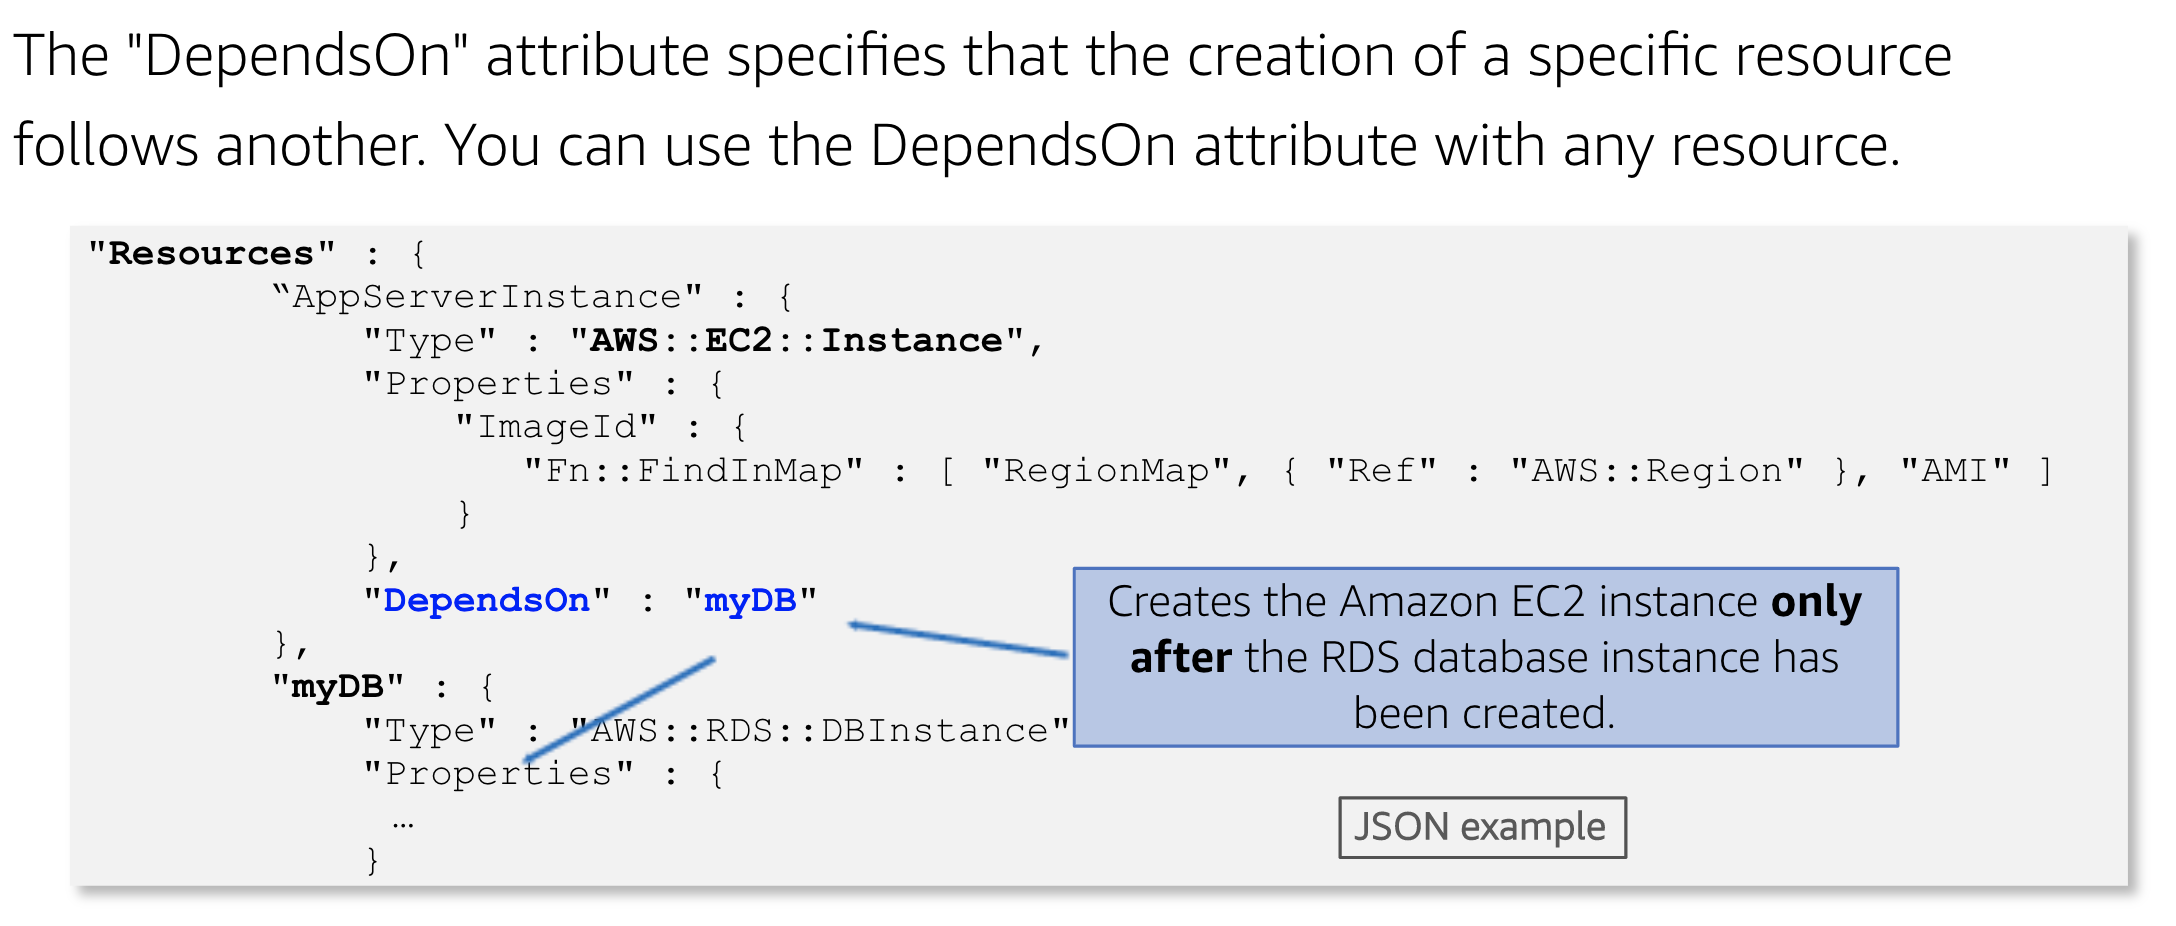 The "DependsOn" attribute specifies that the creation of a specific resource
follows another. You can use the DependsOn attribute with any resource.
"Resources" : {
“AppServerInstance" : {
"Type" : "AWS::EC2::Instance",
"Properties" : {
"ImageId" : {
"Fn::FindInMap" : [ "RegionMap", { "Ref" : "AWS::Region" }, "AMI" ]
}
},
"DependsOn" : "myDB"
},
"myDB" : {
"Type" : "AWS::RDS::DBInstance"
"Properties" : {
…
}
Creates the Amazon EC2 instance only
after the RDS database instance has
been created.
JSON example